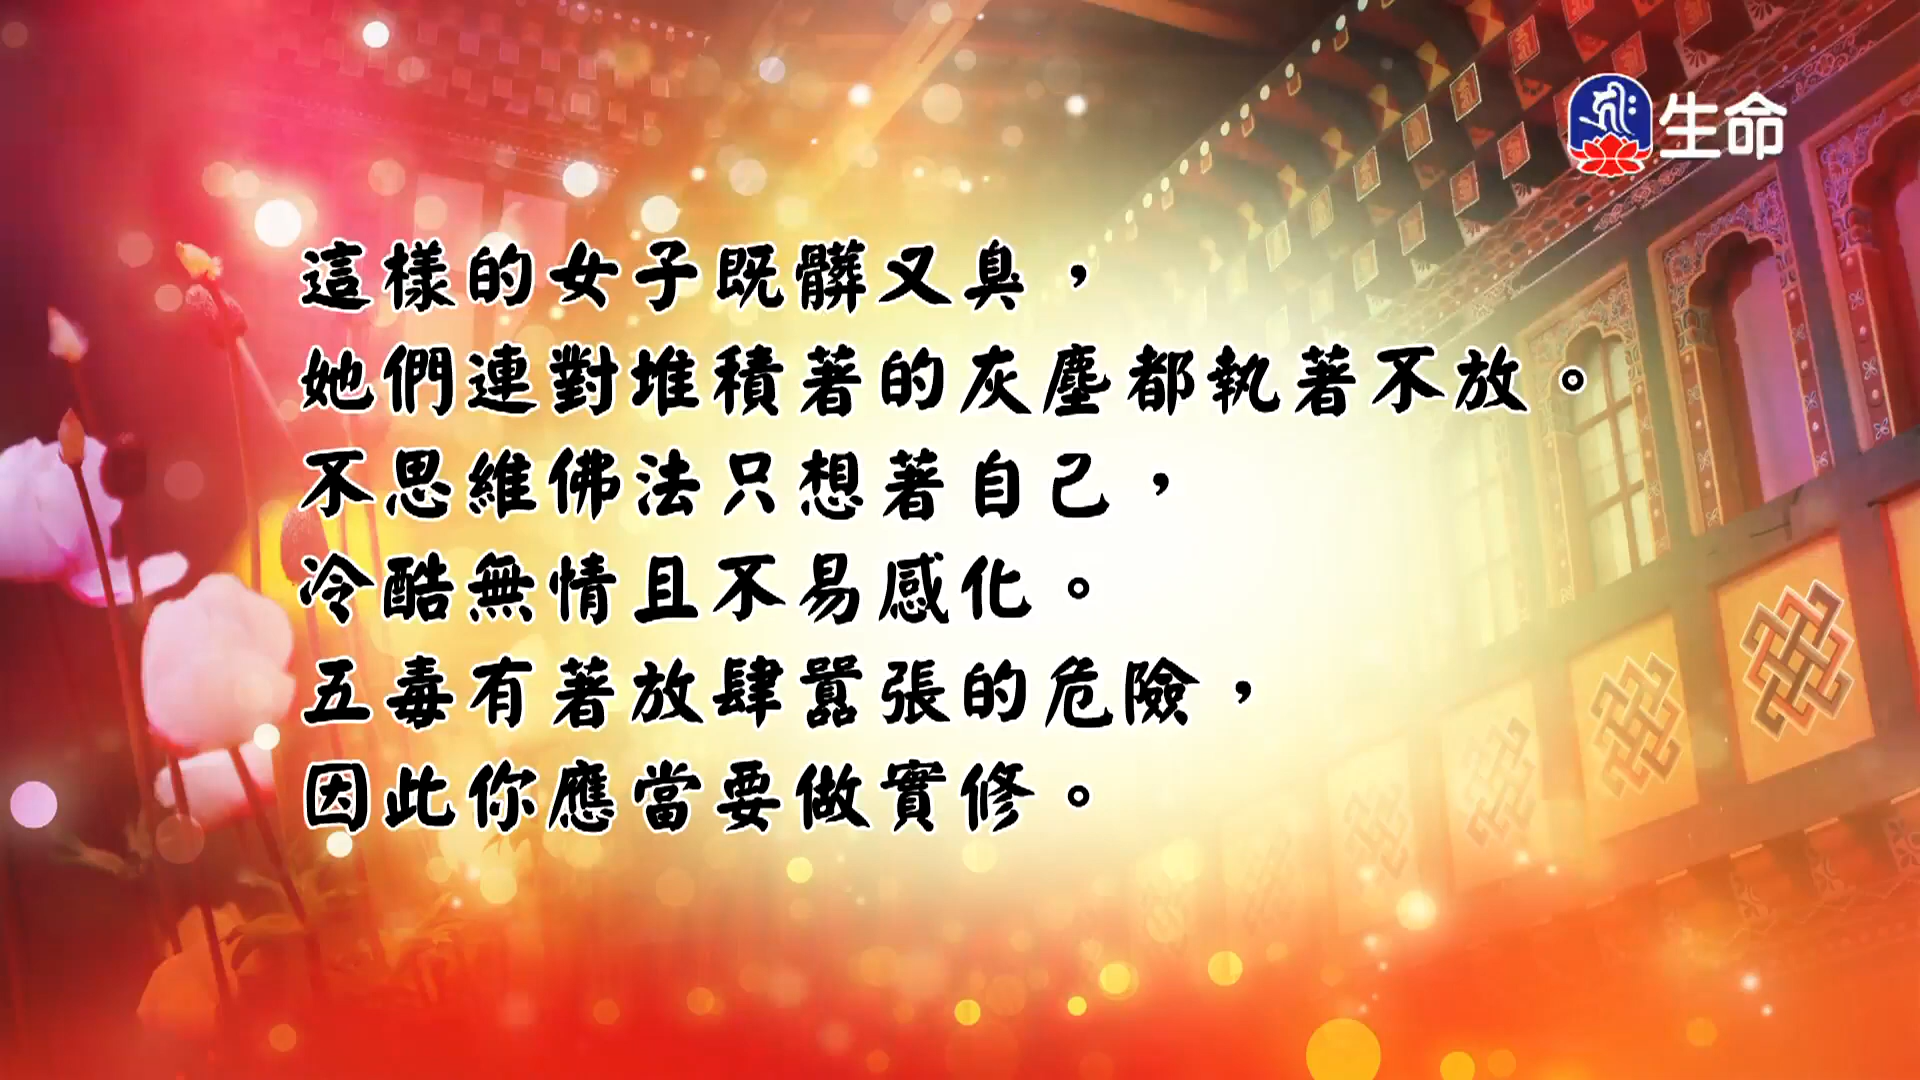 生命
這樣的女子既髒又臭，
她們連對堆積著的灰塵都執著不放。
不思維佛法只想著自己，
冷酷無情且不易感化。
五毒有著放肆囂張的危險，
因此你應當要做實修。